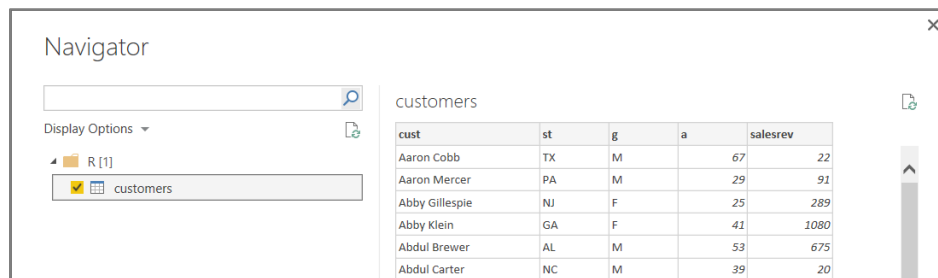 Navigator
Display Options
R [1]
customers
customers
cust st g a salesrev
Aaron Cobb TX M 67 22
Aaron Mercer PA M 29 91
Abby Gillespie NJ F 25 289
Abby Klein GA F 41 1080
Abdul Brewer AL M 53 675
Abdul Carter NC M 39 20